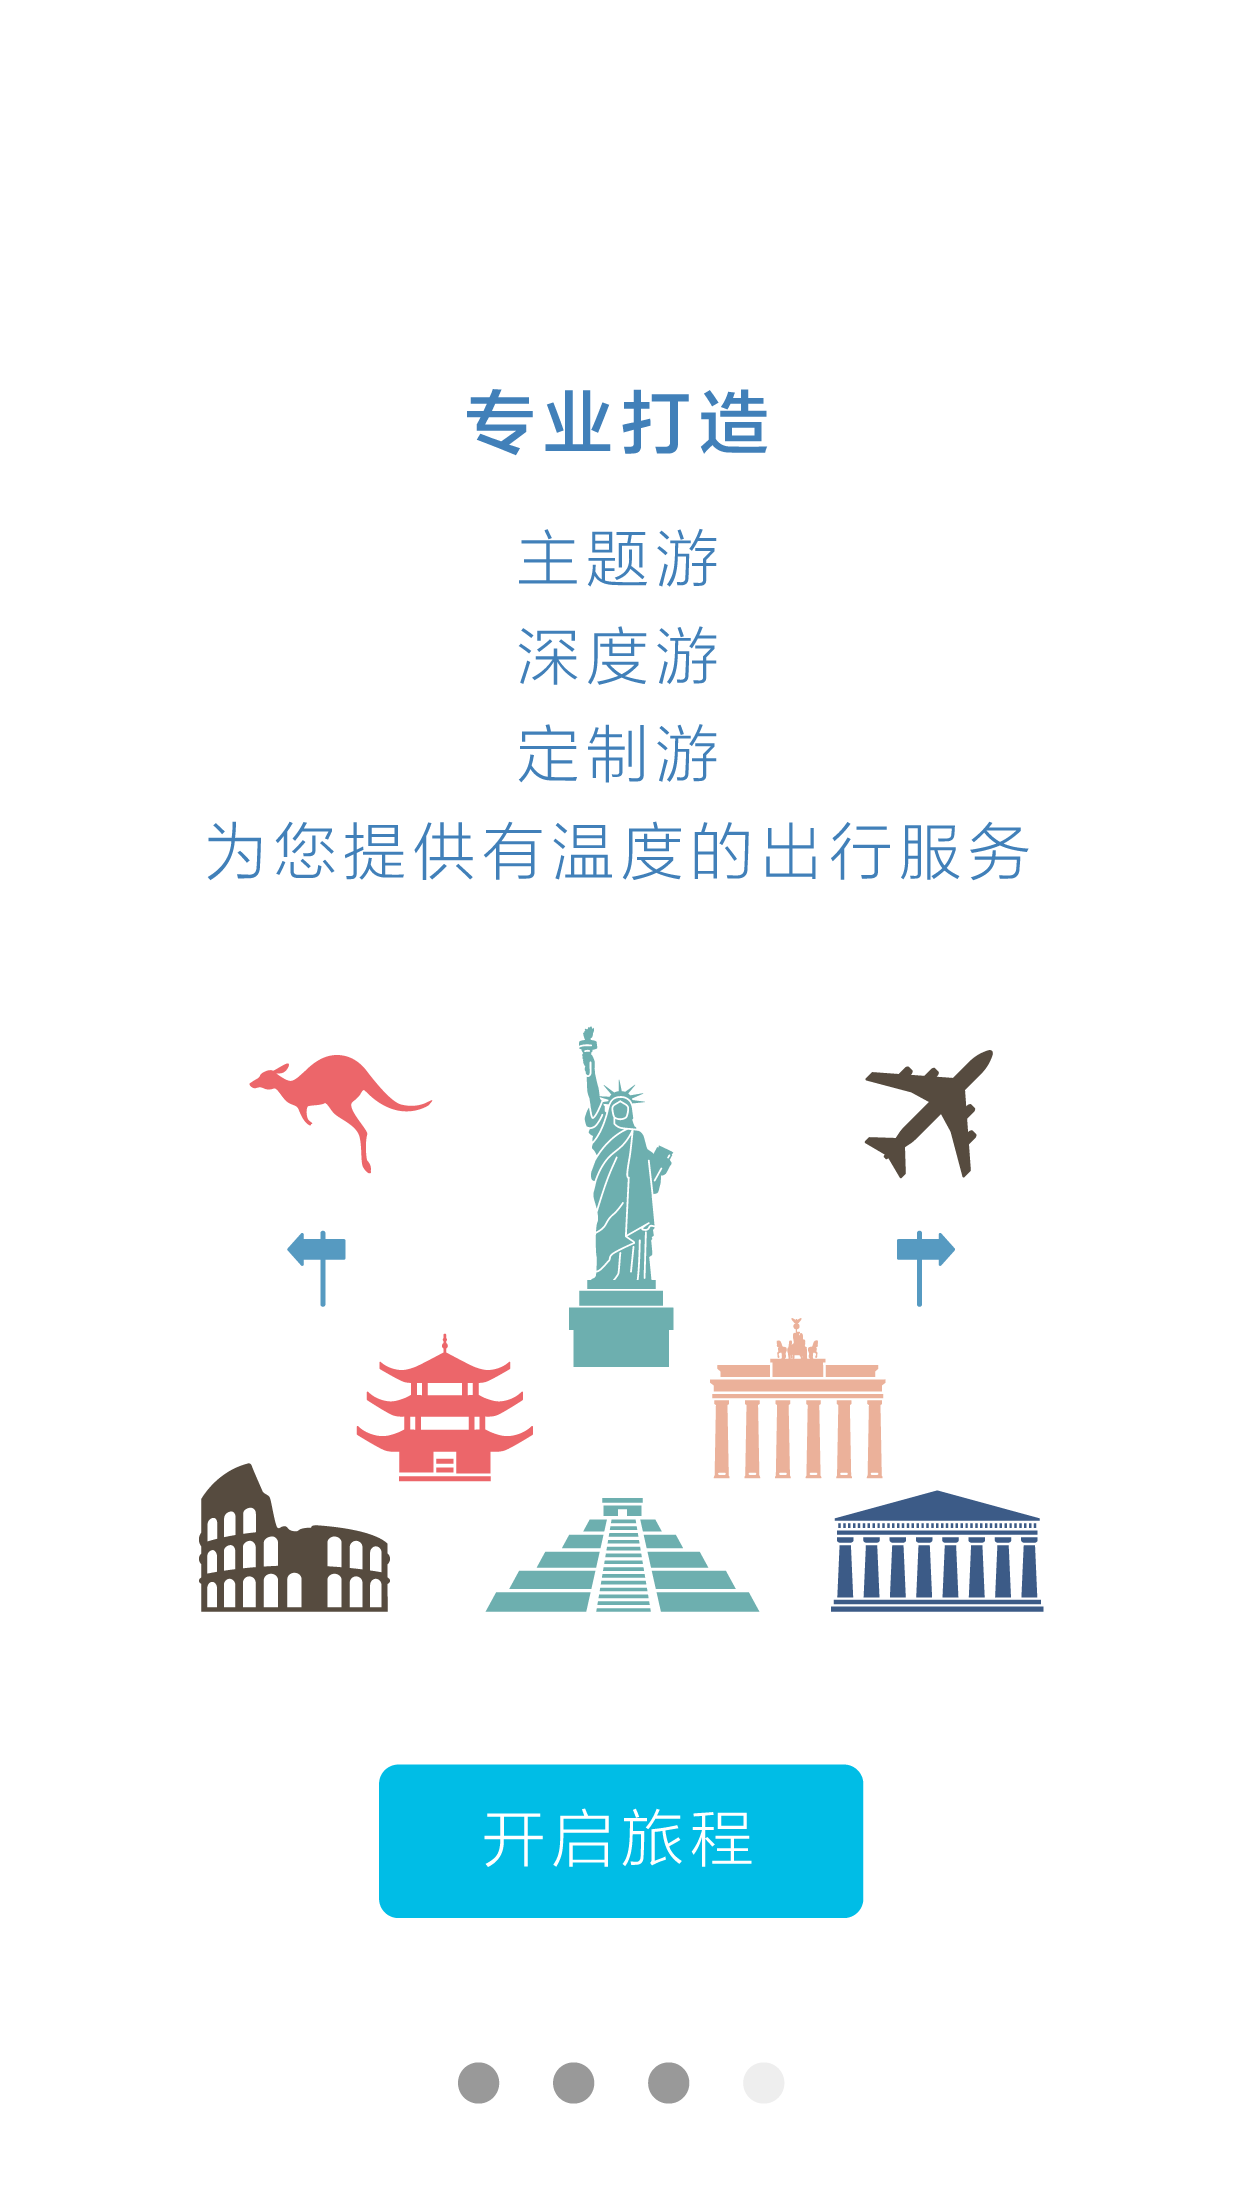 专业打造
主题游
深度游
定制游
为您提供有温度的出行服务
开启旅程